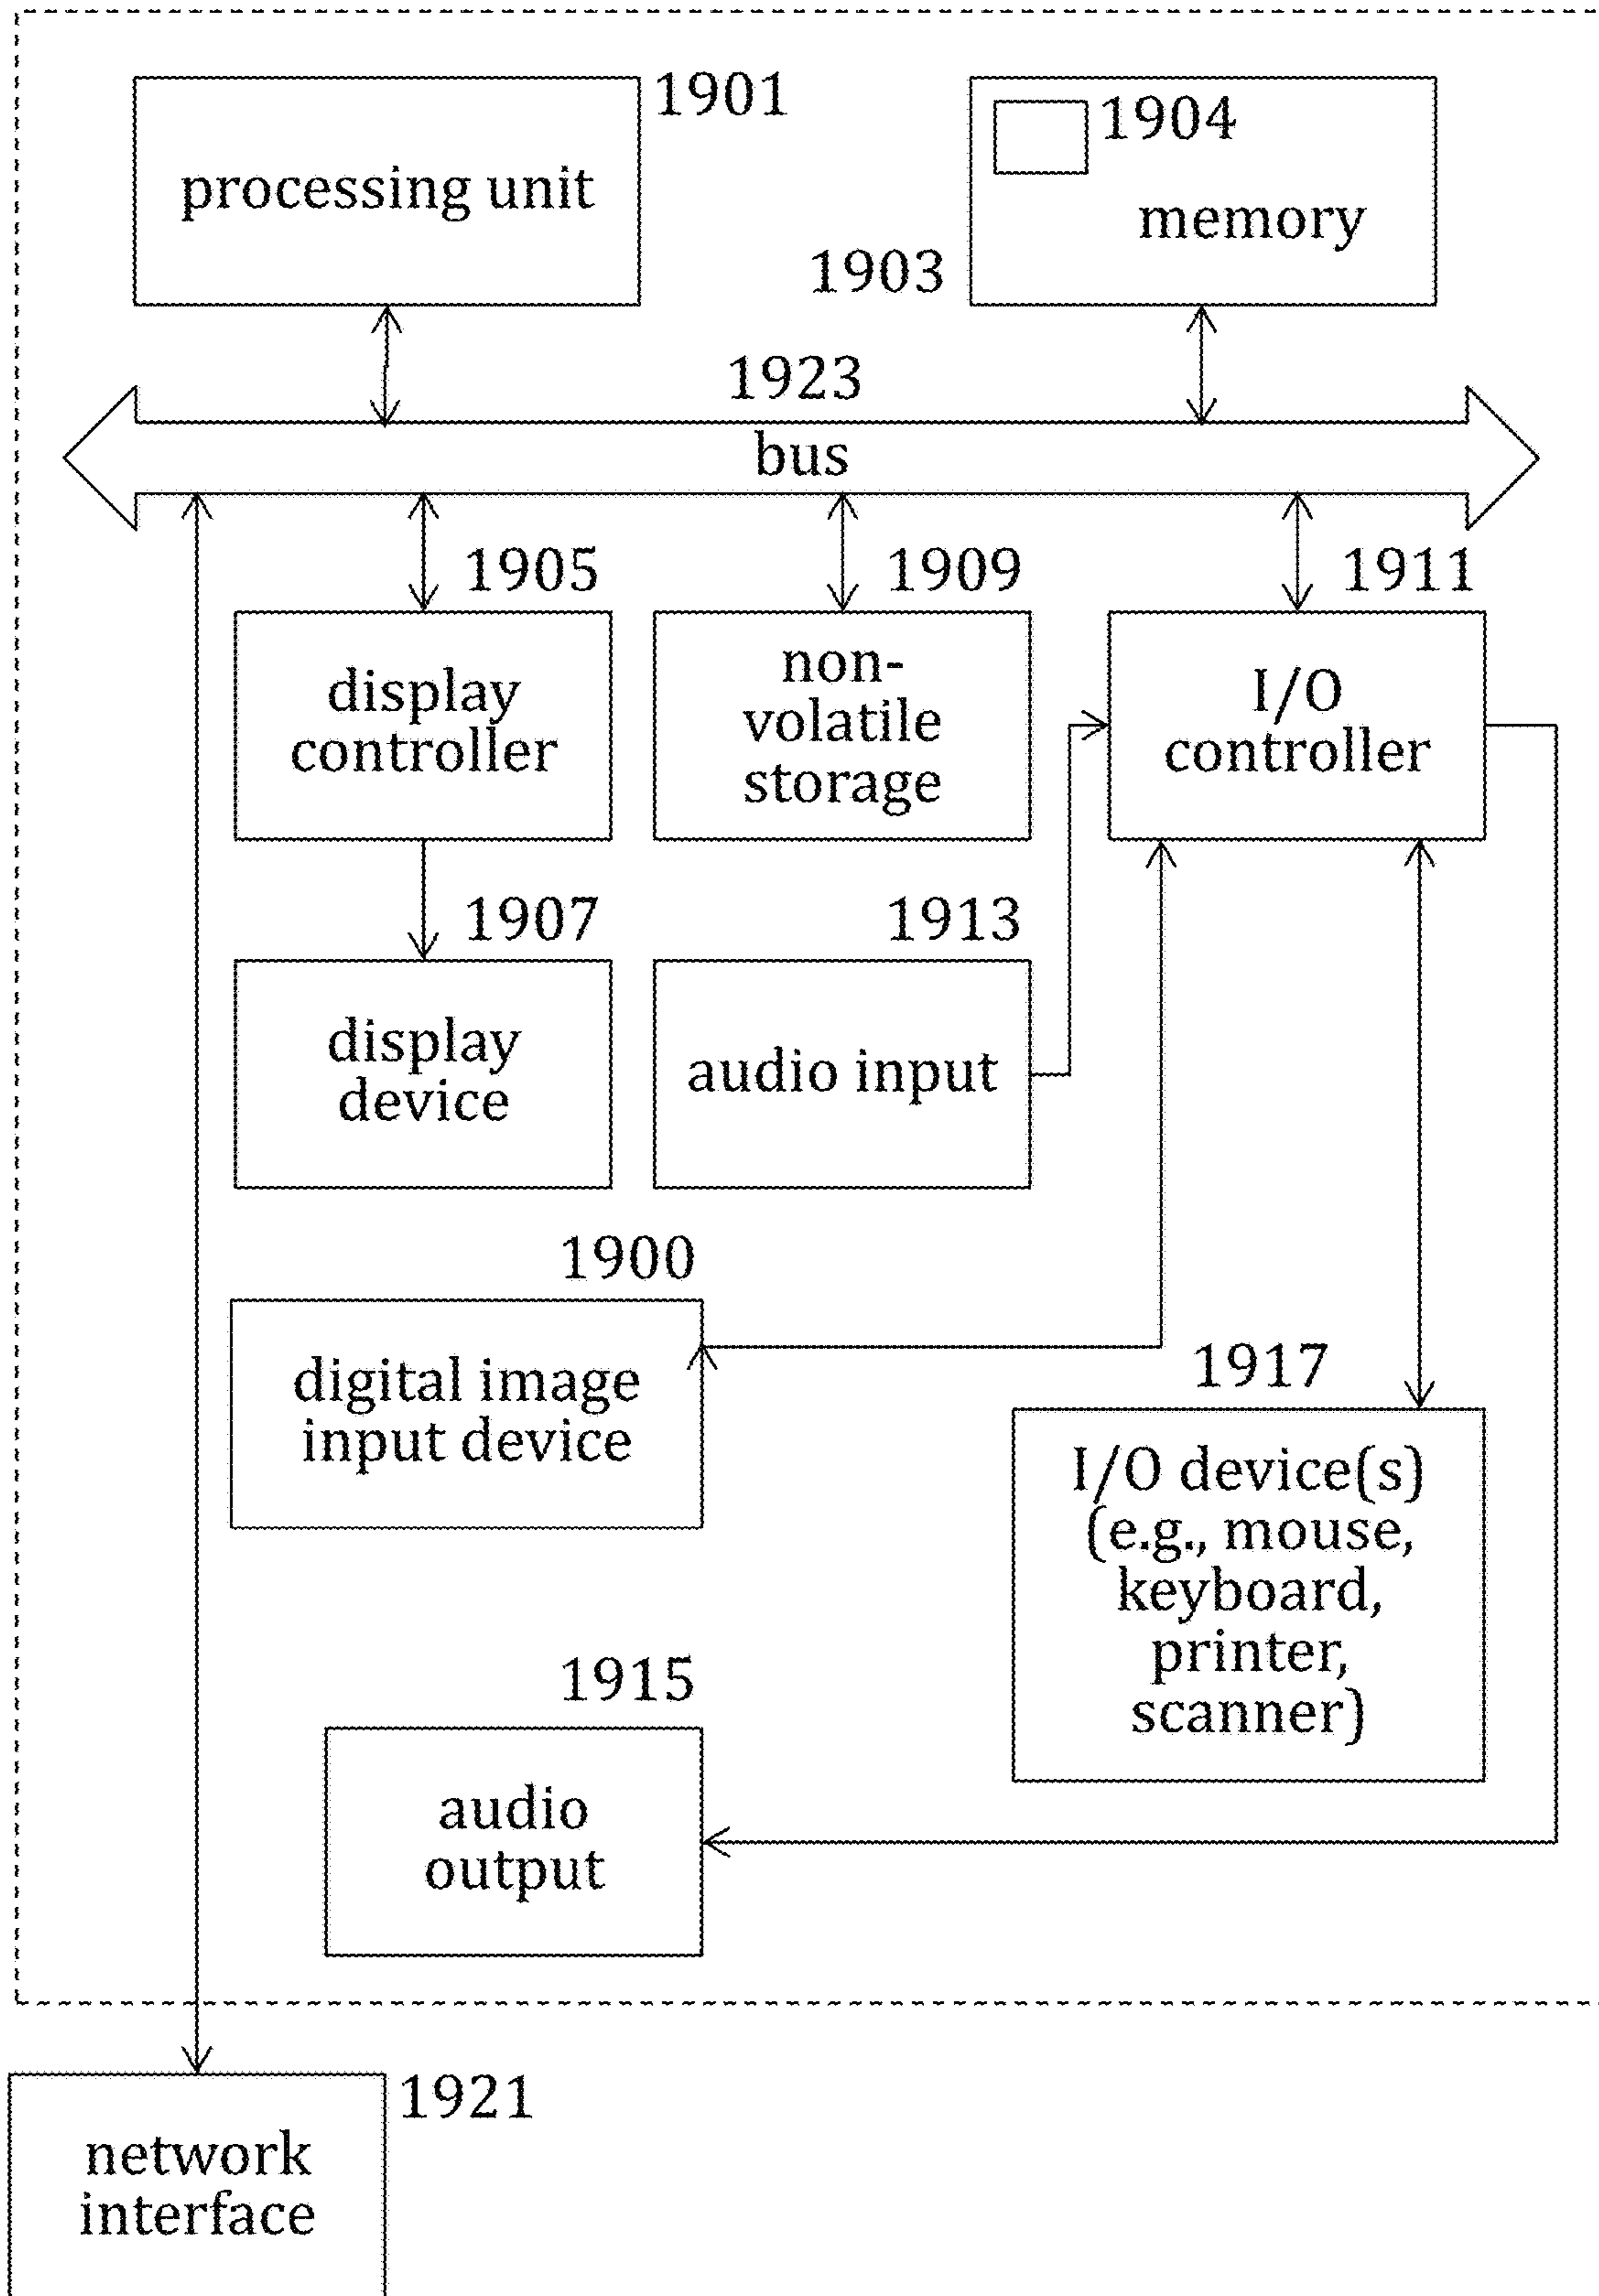 1901
processing unit
1904
memory
1903
1923
bus
1905
display
controller
1909
non-
volatile
storage
1911
I/O
controller
1907
display
device
1913
audio input
1900
digital image
input device
1917
I/O device(s)
(e.g., mouse,
keyboard,
printer,
scanner)
1915
audio
output
1921
network
interface